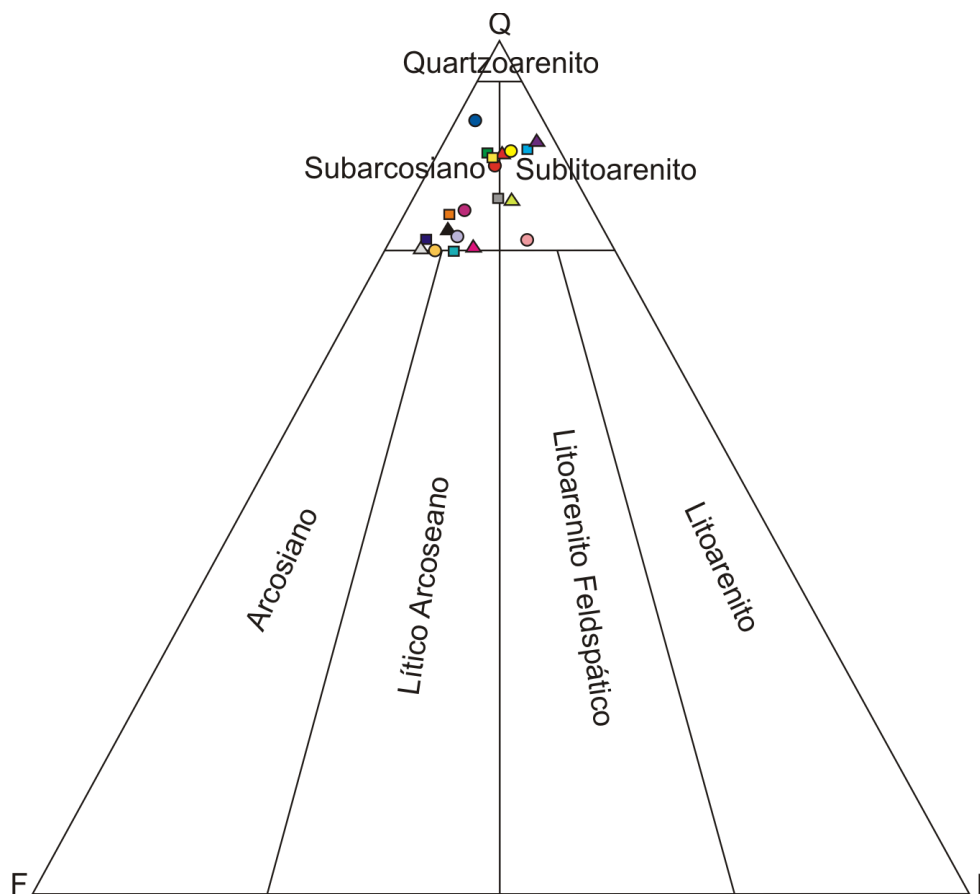 Q
Quartzoarenito
Subarcosiano
Sublitoarenito
Arcosiano
Lítico Arcoseano
Litoarenito Feldspático
Litoarenito
F